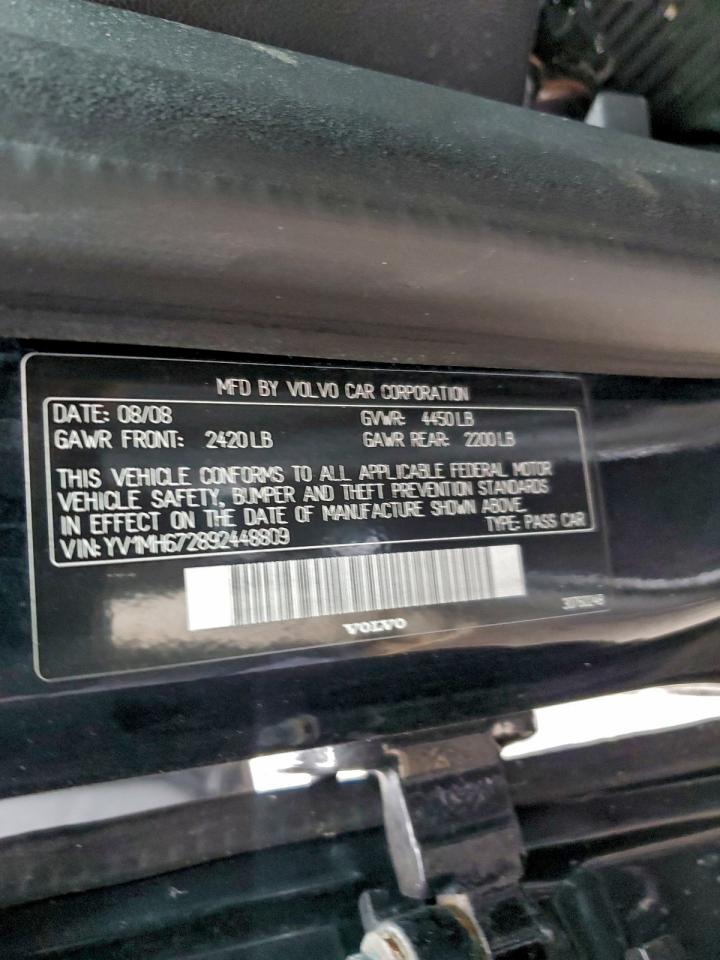 MFD BY VOLVO CAR CORPORATION
DATE: 08/08 GVWR: 4450 LB
GAWR FRONT: 2420 LB GAWR REAR: 2200 LB
THIS VEHICLE CONFORMS TO ALL APPLICABLE FEDERAL MOTOR
VEHICLE SAFETY, BUMPER AND THEFT PREVENTION STANDARDS
IN EFFECT ON THE DATE OF MANUFACTURE SHOWN ABOVE.
VIN: YV1MH672892448809 TYPE: PASS CAR
VOLVO